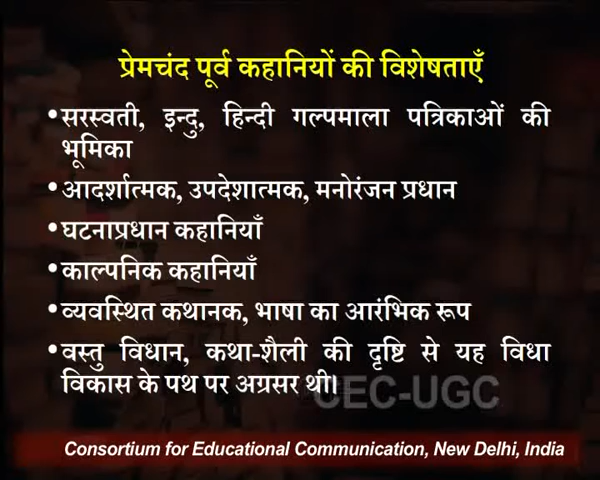 प्रेमचंद पूर्व कहानियों की विशेषताएँ
•सरस्वती, इन्दु, हिन्दी गल्पमाला पत्रिकाओं की
भूमिका
•आदर्शात्मक, उपदेशात्मक, मनोरंजन प्रधान
•घटनाप्रधान कहानियाँ
•काल्पनिक कहानियाँ
•व्यवस्थित कथानक, भाषा का आरंभिक रूप
•वस्तु विधान, कथा-शैली की दृष्टि से यह विधा
विकास के पथ पर अग्रसर थी।
CEC-UGC
Consortium for Educational Communication, New Delhi, India